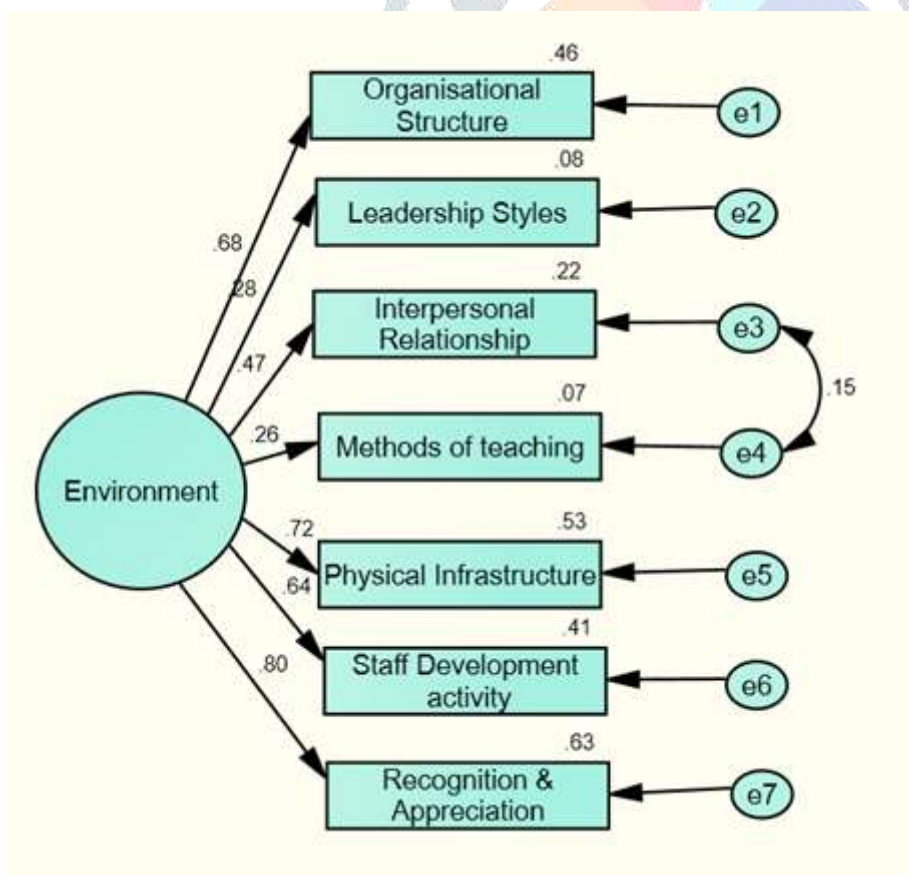 .46
Organisational
Structure
e1
.08
Leadership Styles
e2
.68
.28
.22
Interpersonal
Relationship
e3
.47
.15
.07
Methods of teaching
e4
.26
Environment
.53
.72
Physical Infrastructure
e5
.64
.41
Staff Development
activity
e6
.80
.63
Recognition &
Appreciation
e7